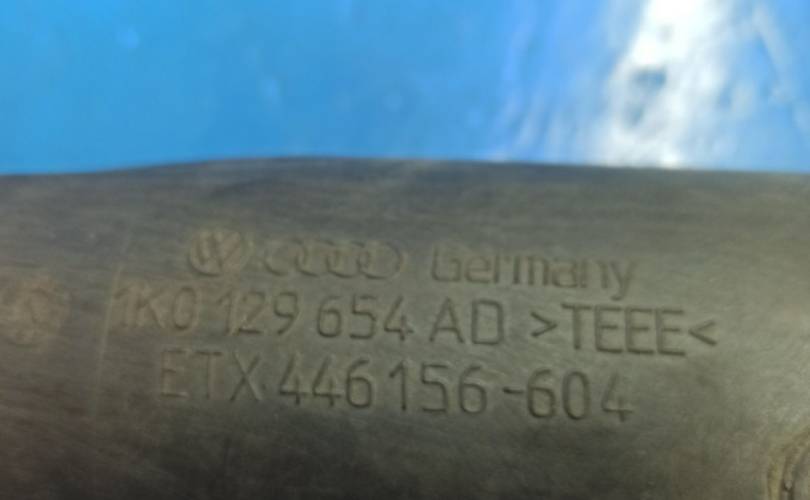 Germany
1K0 129 654 AD >TEEE<
ETX 446 156-604